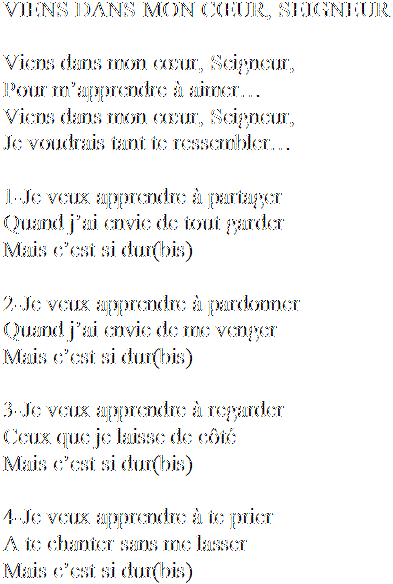 VIENS DANS MON CŒUR, SEIGNEUR
Viens dans mon cœur, Seigneur,
Pour m’apprendre à aimer…
Viens dans mon cœur, Seigneur,
Je voudrais tant te ressembler…
1-Je veux apprendre à partager
Quand j’ai envie de tout garder
Mais c’est si dur(bis)
2-Je veux apprendre à pardonner
Quand j’ai envie de me venger
Mais c’est si dur(bis)
3-Je veux apprendre à regarder
Ceux que je laisse de côté
Mais c’est si dur(bis)
4-Je veux apprendre à te prier
A te chanter sans me lasser
Mais c’est si dur(bis)